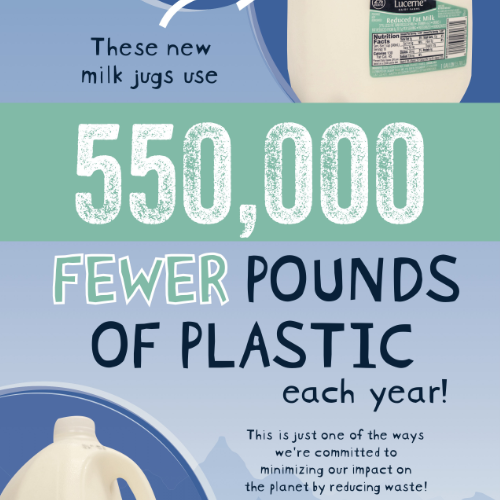 Lucerne
DAIRY FARMS
Reduced Fat Milk
Nutrition
Facts
These new
milk jugs use
550,000
FEWER POUNDS
OF PLASTIC
each year!
This is just one of the ways
we're committed to
minimizing our impact on
the planet by reducing waste!